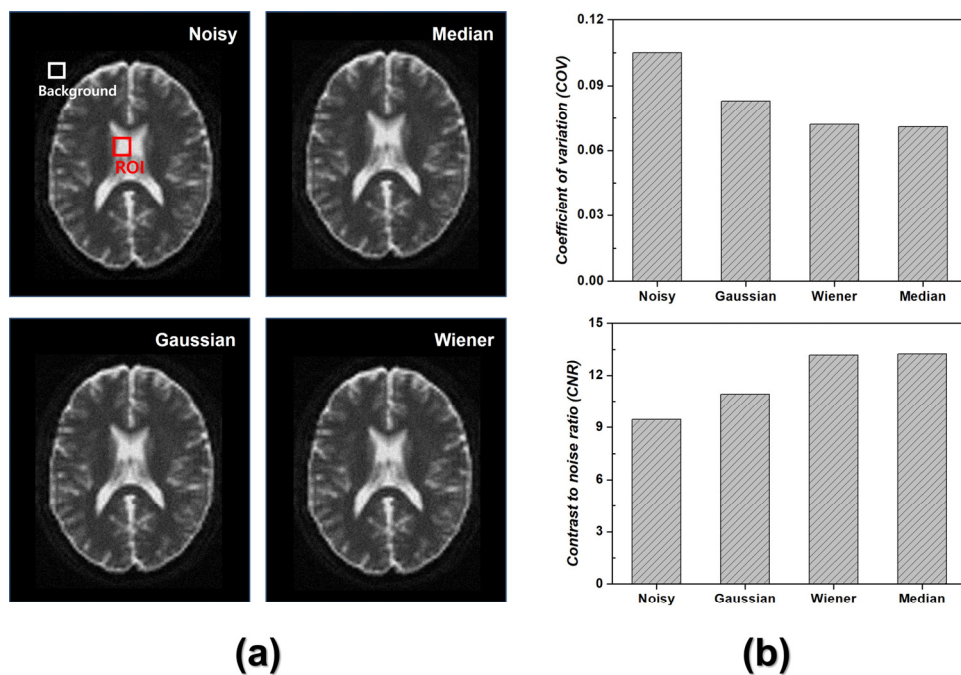 Noisy
Background
ROI
Median
Gaussian
Wiener
(a)
Coefficient of variation (COV)
0.12
0.09
0.06
0.03
0.00
Noisy Gaussian Wiener Median
Contrast to noise ratio (CNR)
15
12
9
6
3
0
Noisy Gaussian Wiener Median
(b)